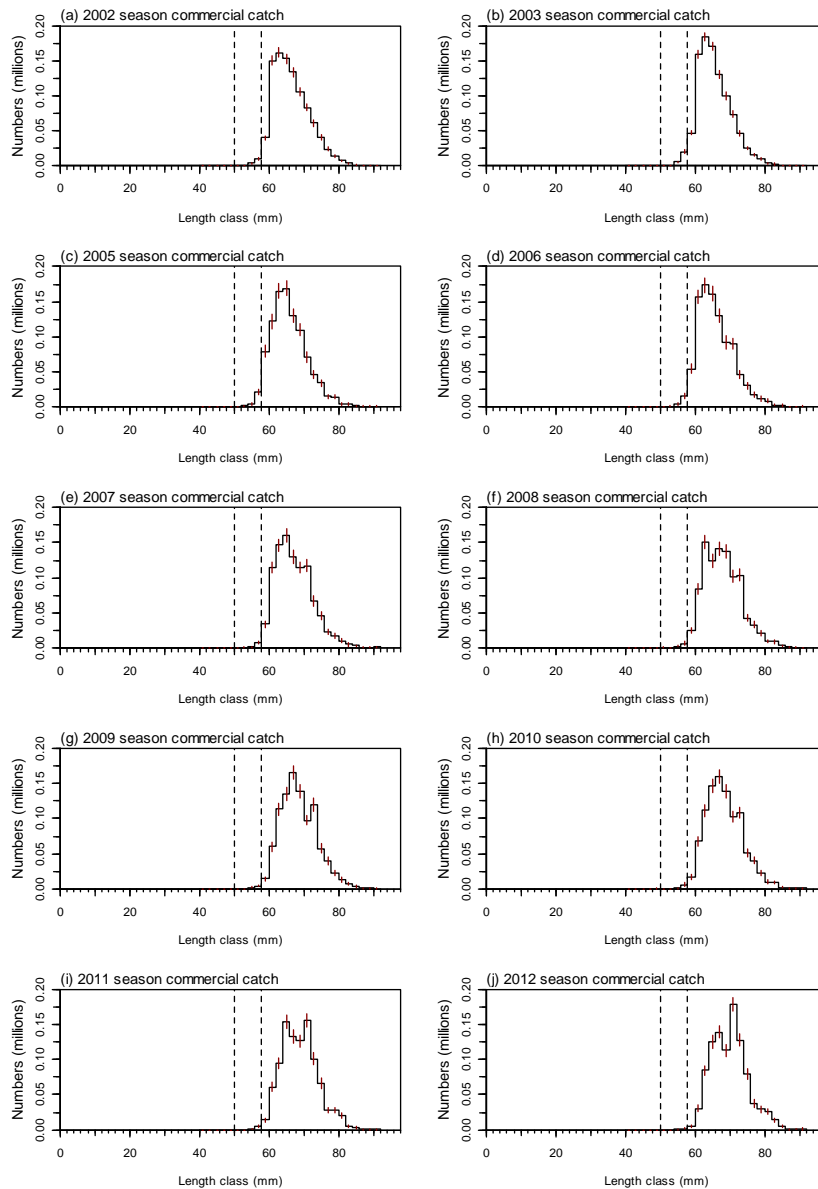 (a) 2002 season commercial catch
Numbers (millions)
0.00 0.05 0.10 0.15 0.20
0 20 40 60 80
Length class (mm)
(b) 2003 season commercial catch
Numbers (millions)
0.00 0.05 0.10 0.15 0.20
0 20 40 60 80
Length class (mm)
(c) 2005 season commercial catch
Numbers (millions)
0.00 0.05 0.10 0.15 0.20
0 20 40 60 80
Length class (mm)
(d) 2006 season commercial catch
Numbers (millions)
0.00 0.05 0.10 0.15 0.20
0 20 40 60 80
Length class (mm)
(e) 2007 season commercial catch
Numbers (millions)
0.00 0.05 0.10 0.15 0.20
0 20 40 60 80
Length class (mm)
(f) 2008 season commercial catch
Numbers (millions)
0.00 0.05 0.10 0.15 0.20
0 20 40 60 80
Length class (mm)
(g) 2009 season commercial catch
Numbers (millions)
0.00 0.05 0.10 0.15 0.20
0 20 40 60 80
Length class (mm)
(h) 2010 season commercial catch
Numbers (millions)
0.00 0.05 0.10 0.15 0.20
0 20 40 60 80
Length class (mm)
(i) 2011 season commercial catch
Numbers (millions)
0.00 0.05 0.10 0.15 0.20
0 20 40 60 80
Length class (mm)
(j) 2012 season commercial catch
Numbers (millions)
0.00 0.05 0.10 0.15 0.20
0 20 40 60 80
Length class (mm)